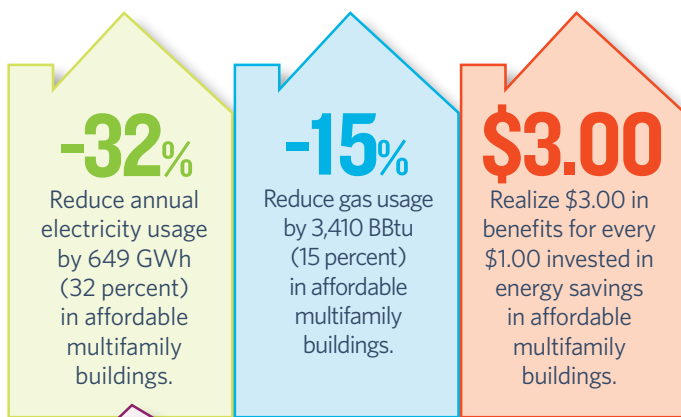 -32%
Reduce annual
electricity usage
by 649 GWh
(32 percent)
in affordable
multifamily
buildings.
-15%
Reduce gas usage
by 3,410 BBtu
(15 percent)
in affordable
multifamily
buildings.
$3.00
Realize $3.00 in
benefits for every
$1.00 invested in
energy savings
in affordable
multifamily
buildings.